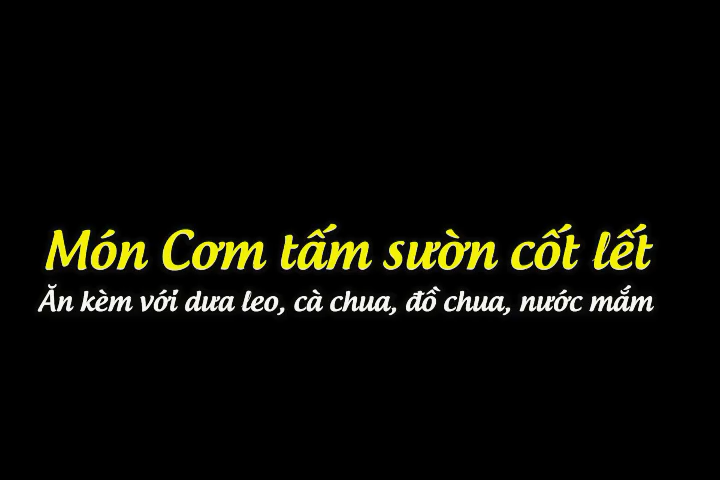 Món Cơm tấm sườn cốt lết
Ăn kèm với dưa leo, cà chua, đồ chua, nước mắm